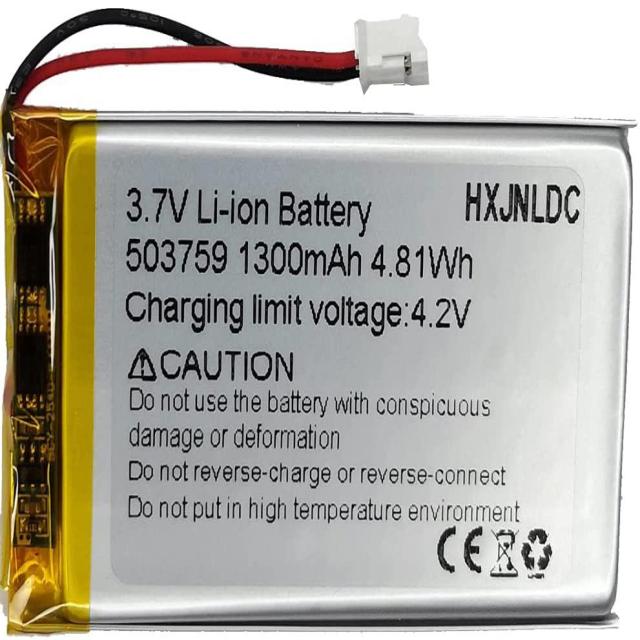 3.7V Li-ion Battery
HXJNLDC
503759 1300mAh 4.81Wh
Charging limit voltage:4.2V
⚠CAUTION
Do not use the battery with conspicuous
damage or deformation
Do not reverse-charge or reverse-connect
Do not put in high temperature environment
CE